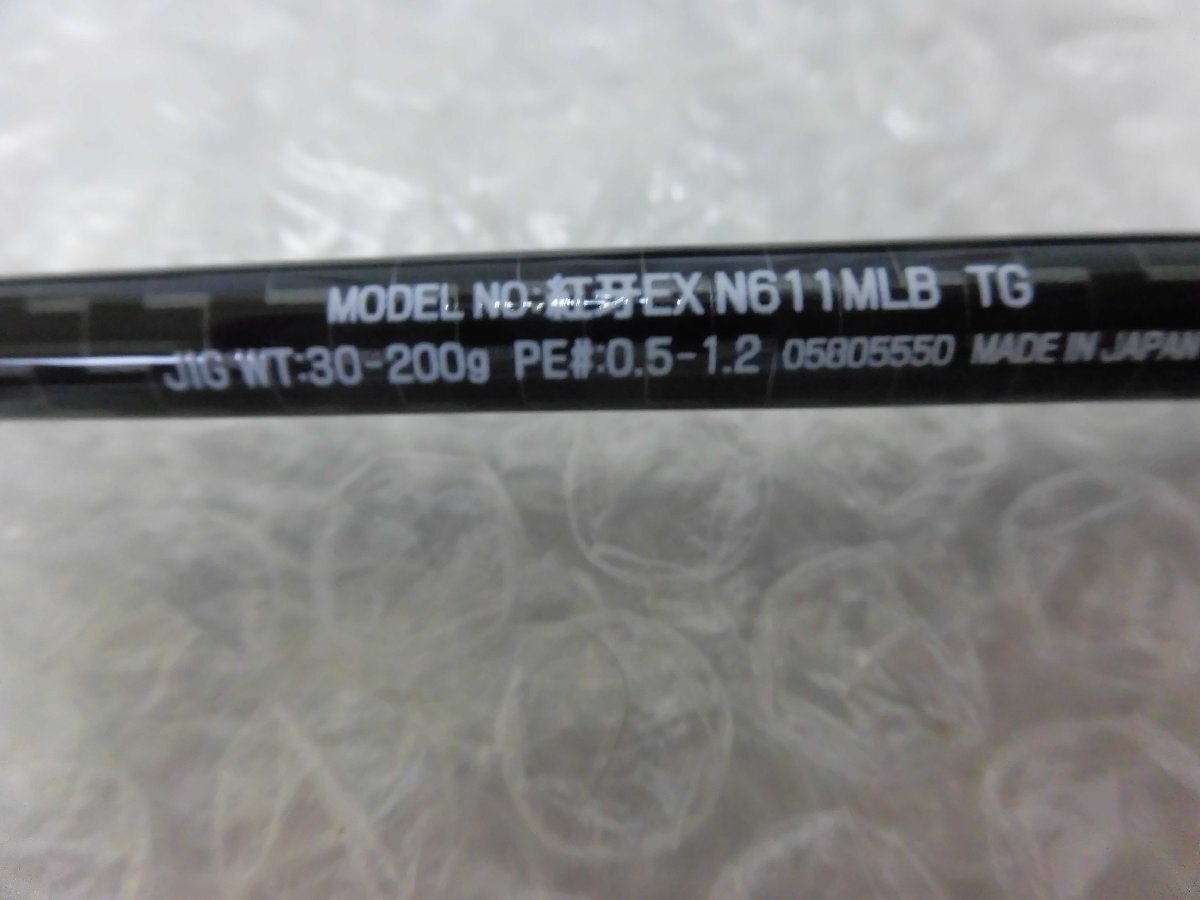 MODEL NO:紅牙EX N611MLB TG
JIG WT:30-200g PE#:0.5-1.2 05805550 MADE IN JAPAN